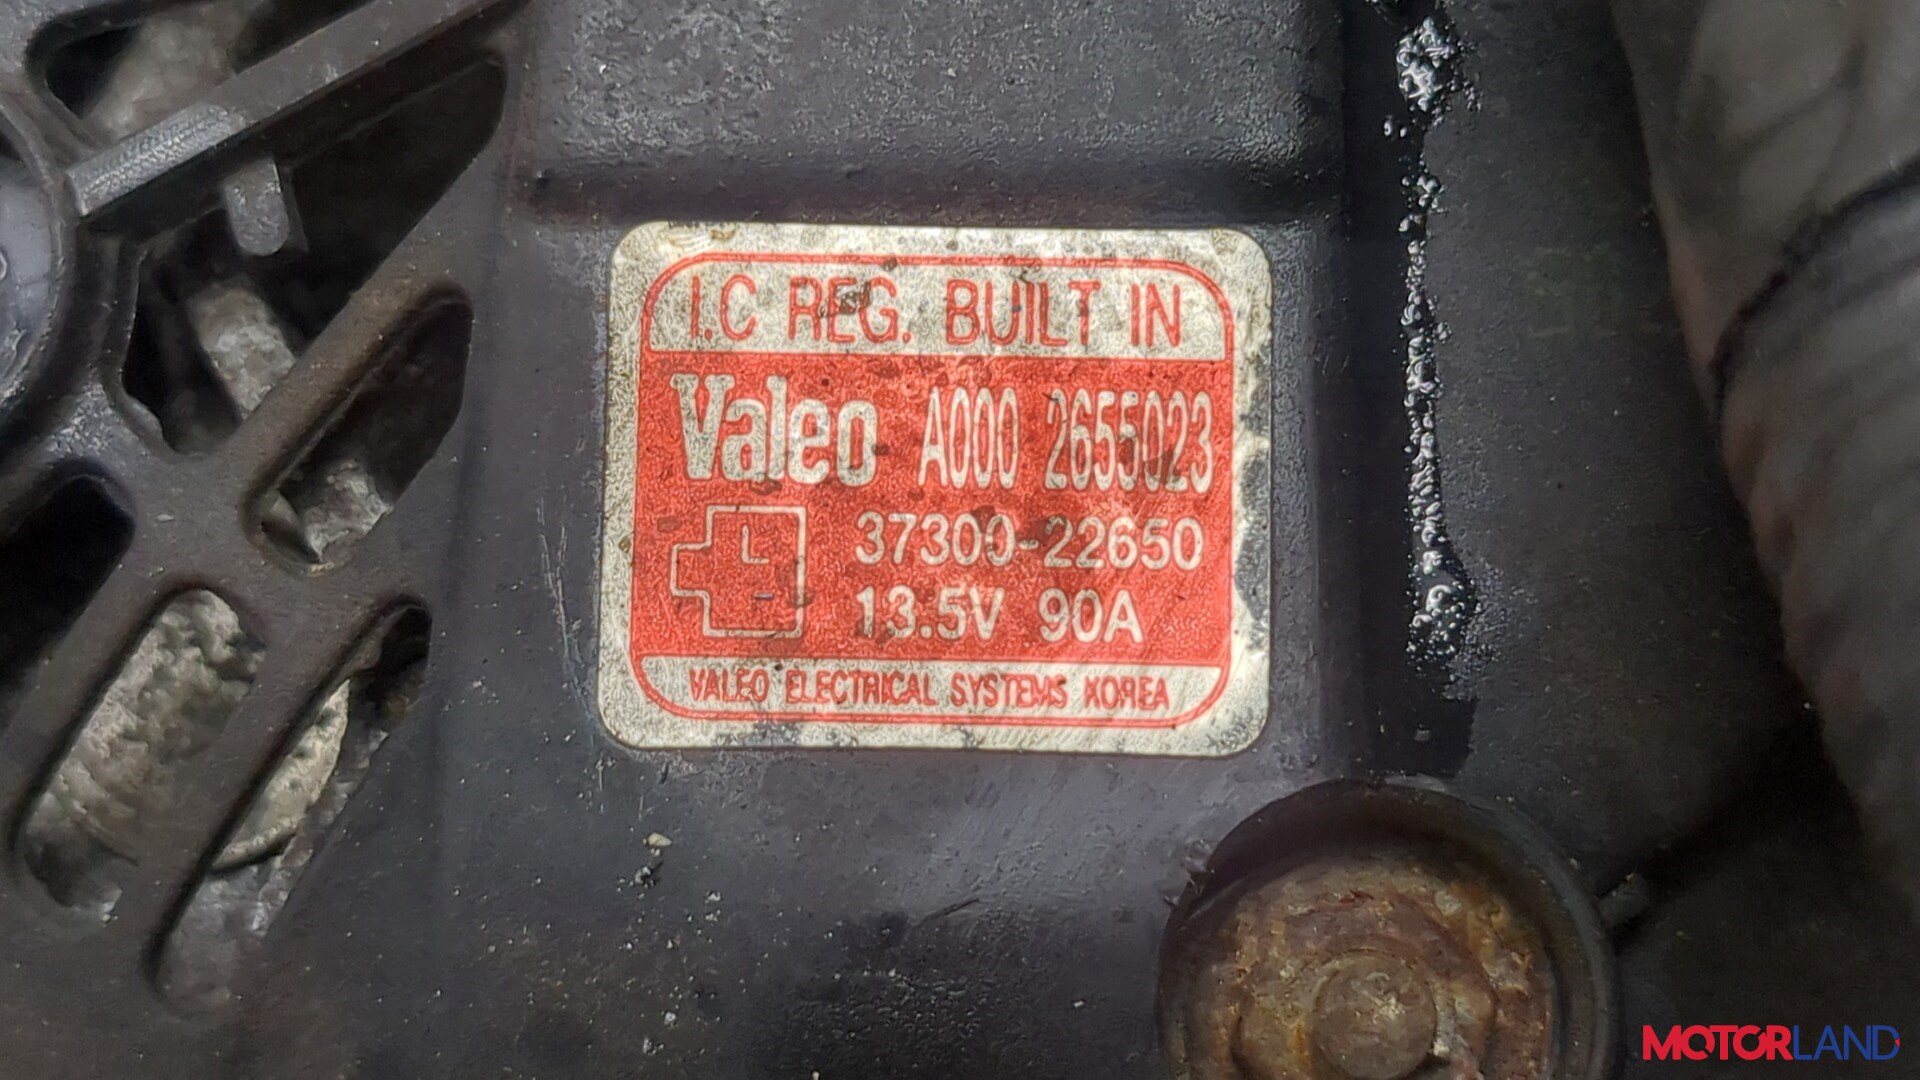 I.C REG. BUILT IN
Valeo A000 2655023
L
37300-22650
13.5V 90A
VALEO ELECTRICAL SYSTEMS KOREA
MOTORLAND